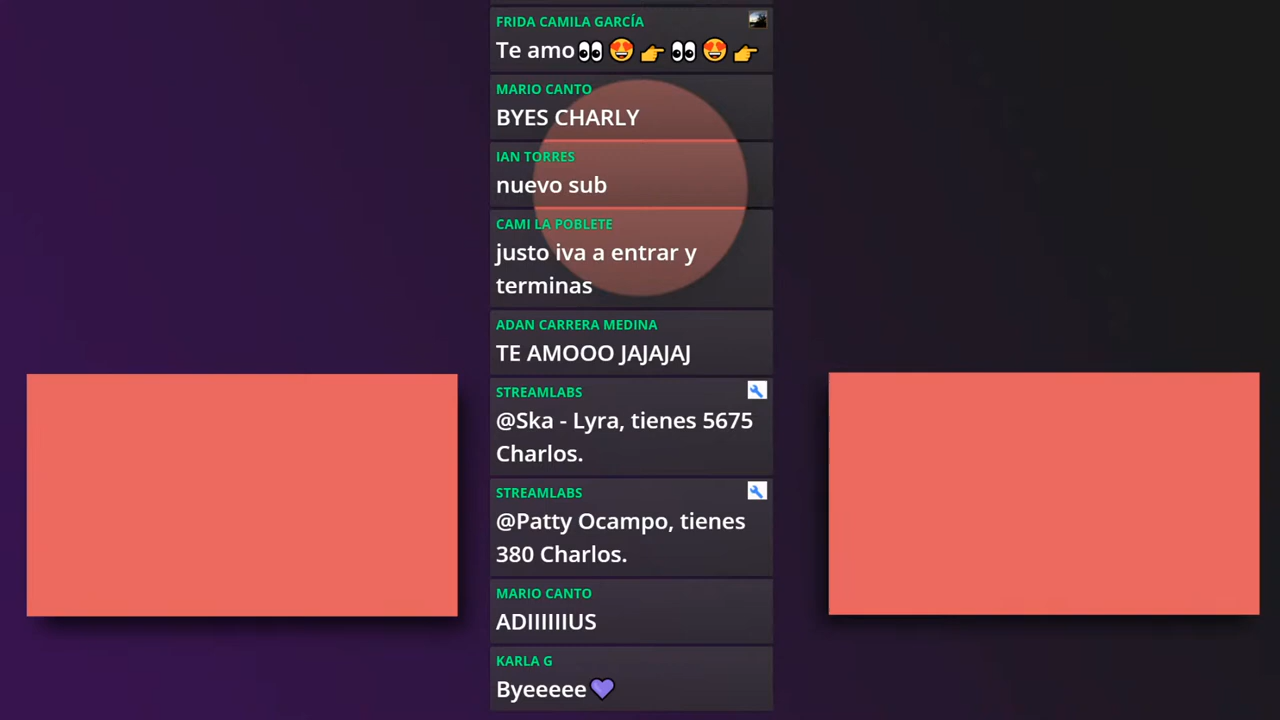 FRIDA CAMILA GARCÍA
Te amo👀😍👉👀😍👉
MARIO CANTO
BYES CHARLY
IAN TORRES
nuevo sub
CAMI LA POBLETE
justo iva a entrar y
terminas
ADAN CARRERA MEDINA
TE AMOOO JAJAJAJ
STREAMLABS
@Ska - Lyra, tienes 5675
Charlos.
STREAMLABS
@Patty Ocampo, tienes
380 Charlos.
MARIO CANTO
ADIIIIIIUS
KARLA G
Byeeeee💜